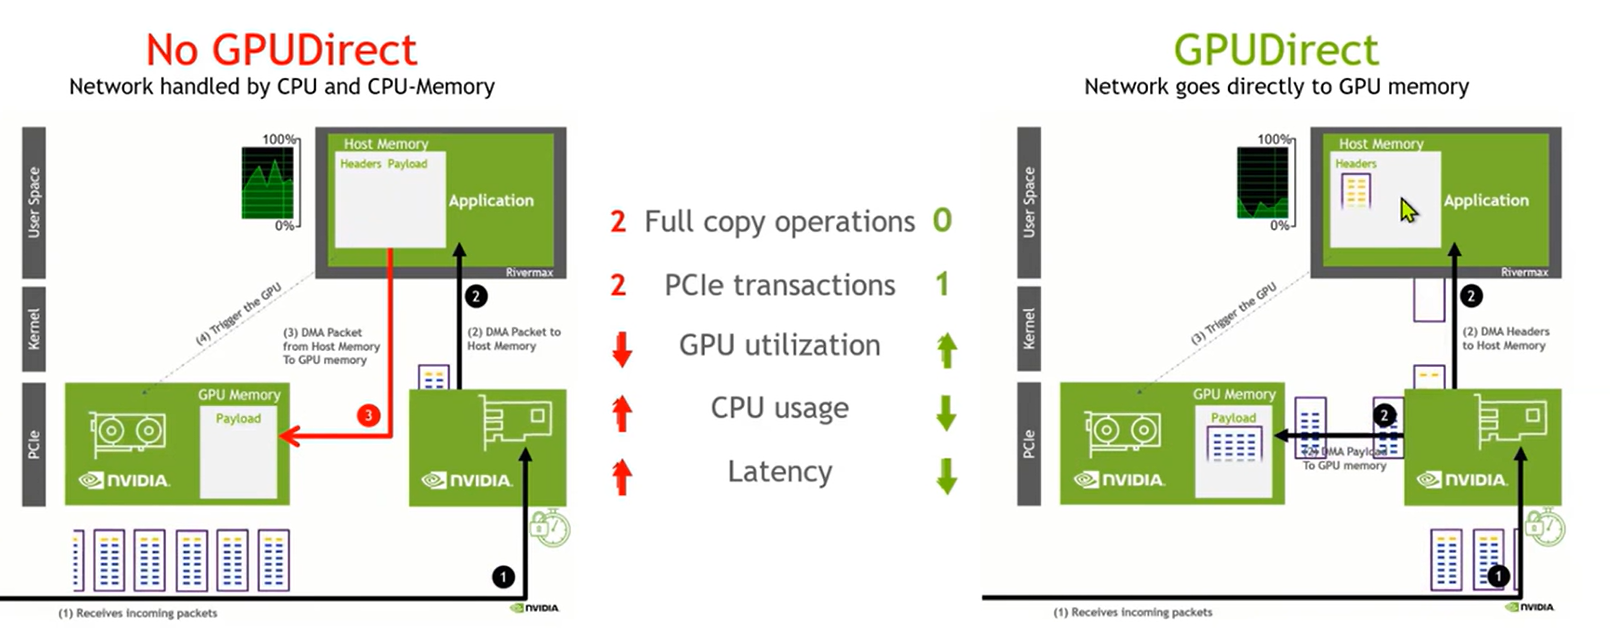 No GPUDirect
Network handled by CPU and CPU-Memory
User Space
Kernel
PCIe
100%
0%
Host Memory
Headers Payload
Application
Rivermax
(4) Trigger the GPU
(3) DMA Packet
from Host Memory
To GPU memory
2
(2) DMA Packet to
Host Memory
GPU Memory
Payload
NVIDIA.
3
NVIDIA.
1
(1) Receives incoming packets
NVIDIA.
2 Full copy operations 0
2 PCIe transactions 1
GPU utilization
CPU usage
Latency
GPUDirect
Network goes directly to GPU memory
User Space
Kernel
PCIe
100%
0%
Host Memory
Headers
Application
Rivermax
(3) Trigger the GPU
2
(2) DMA Headers
to Host Memory
GPU Memory
Payload
NVIDIA.
2
(2) DMA Payload
To GPU memory
NVIDIA.
1
(1) Receives incoming packets
NVIDIA.